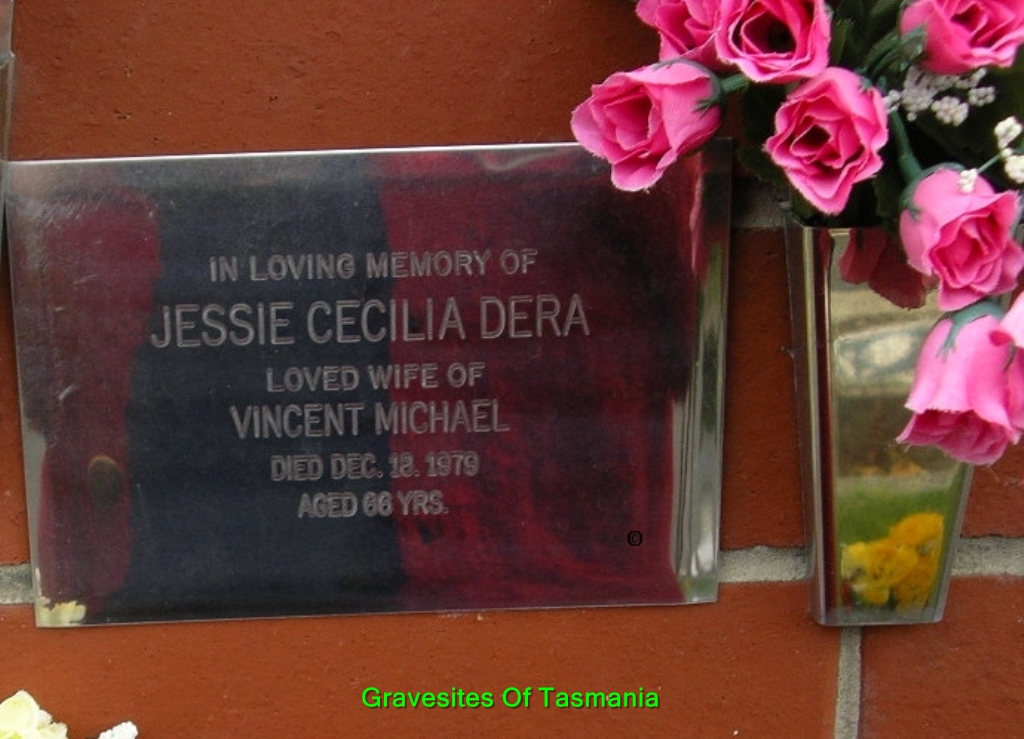 IN LOVING MEMORY OF
JESSIE CECILIA DERA
LOVED WIFE OF
VINCENT MICHAEL
DIED DEC. 18. 1979
AGED 66 YRS.
©
Gravesites Of Tasmania